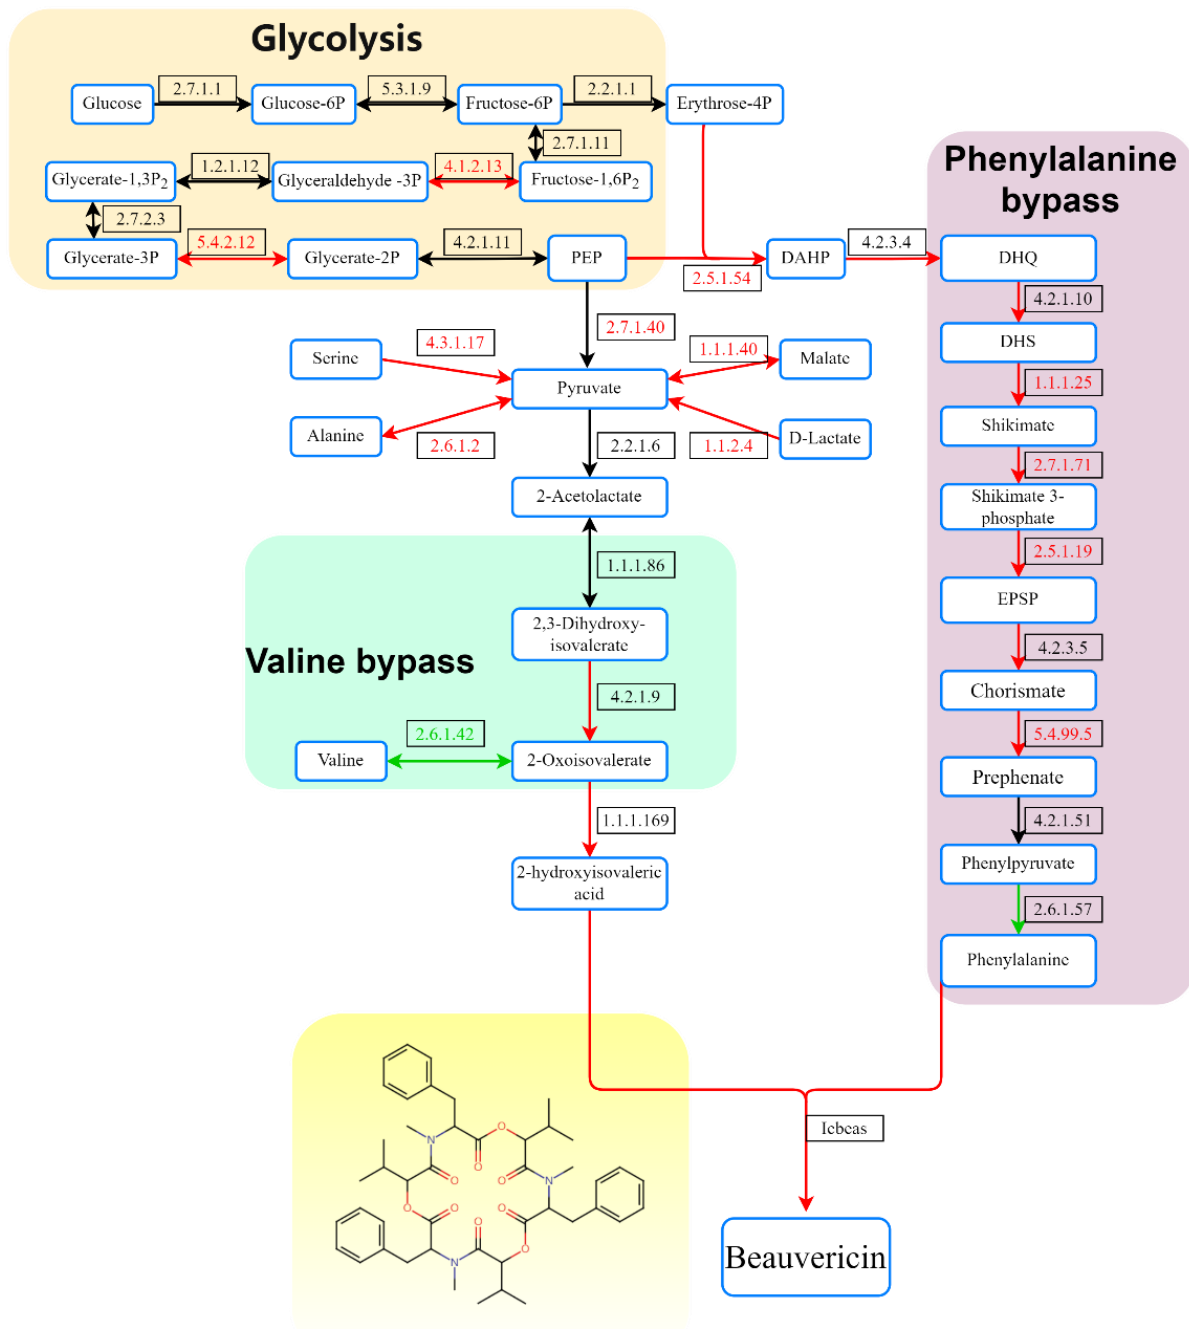 Glycolysis
2.7.1.1
5.3.1.9
2.2.1.1
Glucose
Glucose-6P
Fructose-6P
Erythrose-4P
2.7.1.11
1.2.1.12
4.1.2.13
Glycerate-1,3P2
Glyceraldehyde -3P
Fructose-1,6P2
2.7.2.3
5.4.2.12
4.2.1.11
Glycerate-3P
Glycerate-2P
PEP
DAHP
2.5.1.54
4.2.3.4
Phenylalanine
bypass
DHQ
4.2.1.10
DHS
1.1.1.25
Shikimate
2.7.1.71
Shikimate 3-
phosphate
2.5.1.19
EPSP
4.2.3.5
Chorismate
5.4.99.5
Prephenate
4.2.1.51
Phenylpyruvate
2.6.1.57
Phenylalanine
2.7.1.40
4.3.1.17
1.1.1.40
Serine
Malate
Pyruvate
Alanine
D-Lactate
2.6.1.2
2.2.1.6
1.1.2.4
2-Acetolactate
1.1.1.86
2,3-Dihydroxy-
isovalerate
Valine bypass
4.2.1.9
2.6.1.42
Valine
2-Oxoisovalerate
1.1.1.169
2-hydroxyisovaleric
acid
Icbcas
Beauvericin
O
N
O
O
O
N
O
O
O
O
O
N
O